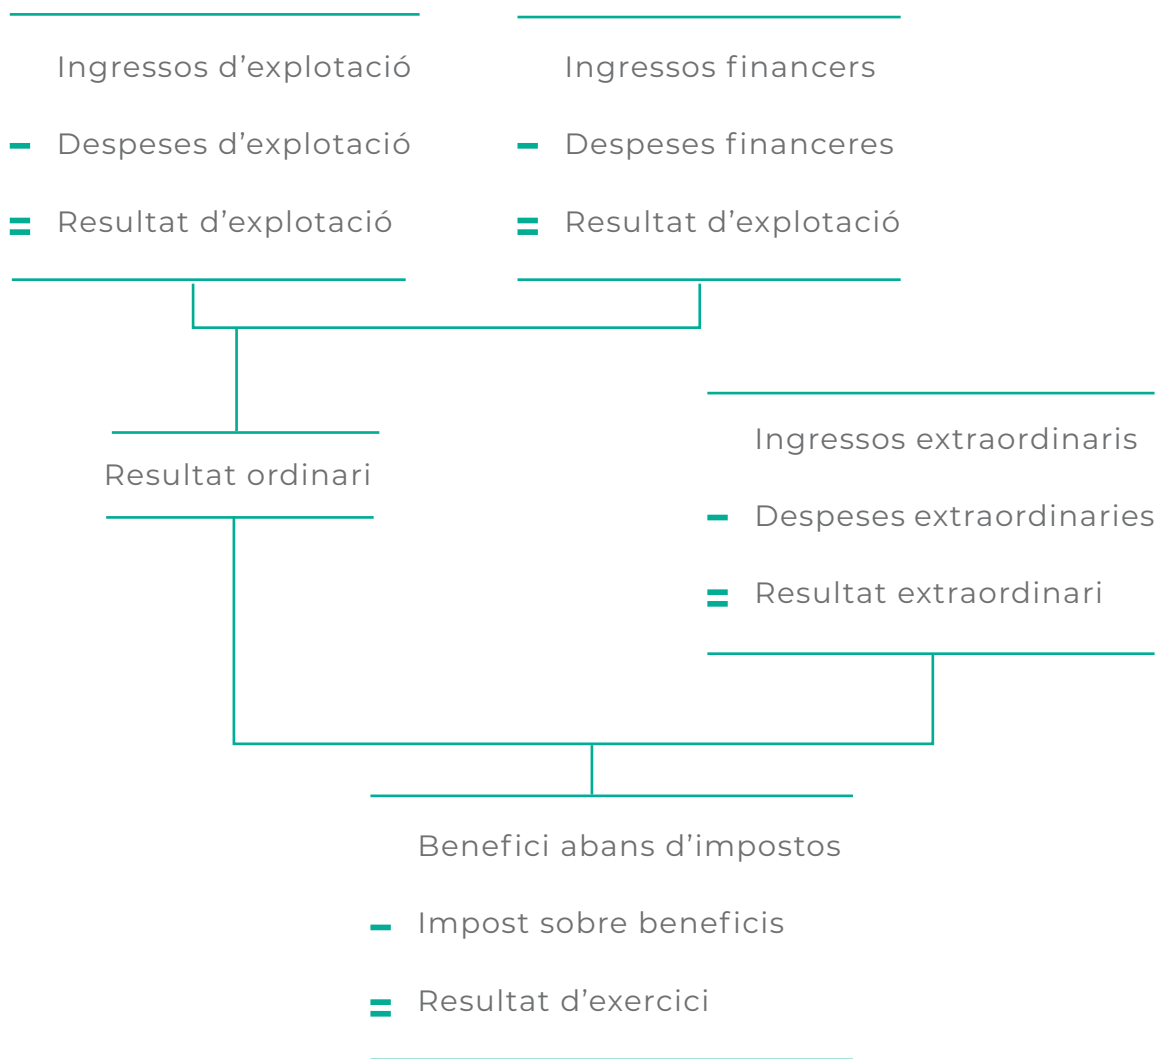 Ingressos d’explotació
- Despeses d’explotació
= Resultat d’explotació
Ingressos financers
- Despeses financeres
= Resultat d’explotació
Resultat ordinari
Ingressos extraordinaris
- Despeses extraordinaries
= Resultat extraordinari
Benefici abans d’impostos
- Impost sobre beneficis
= Resultat d’exercici